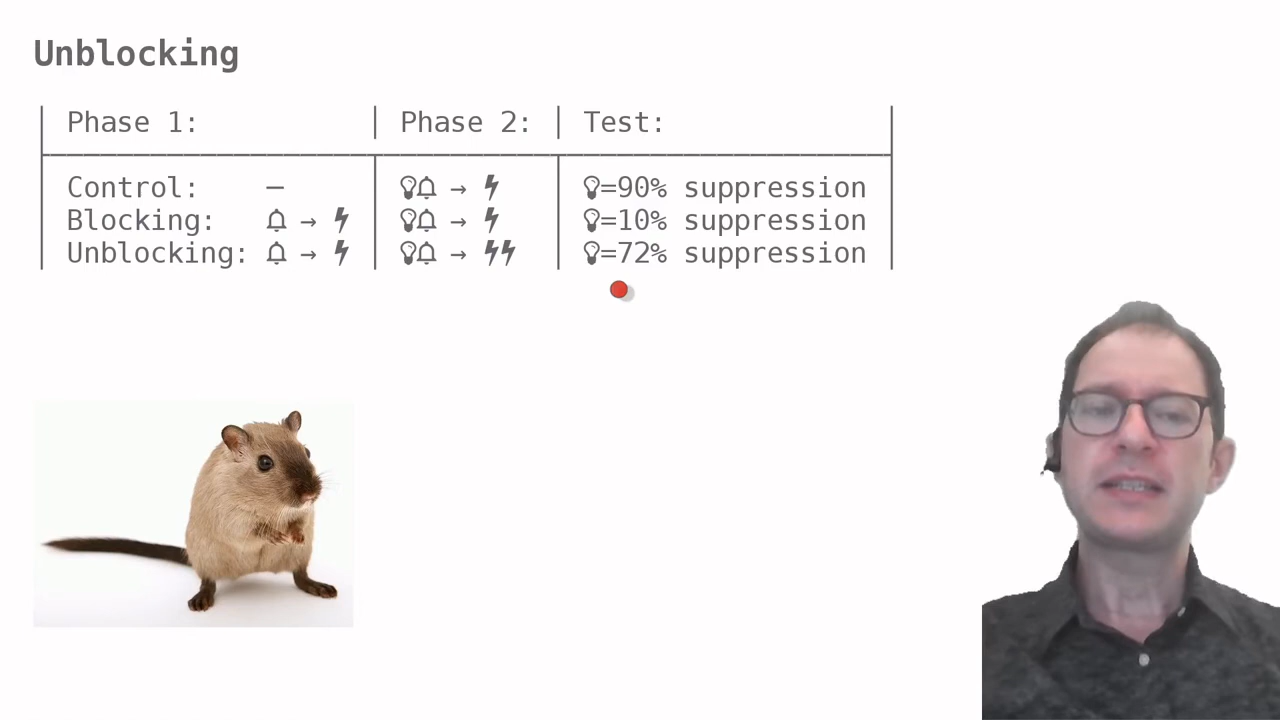 Unblocking
Phase 1: Phase 2: Test:
Control: — 💡🔔 → ⚡ 💡=90% suppression
Blocking: 🔔 → ⚡ 💡🔔 → ⚡ 💡=10% suppression
Unblocking: 🔔 → ⚡ 💡🔔 → ⚡⚡ 💡=72% suppression